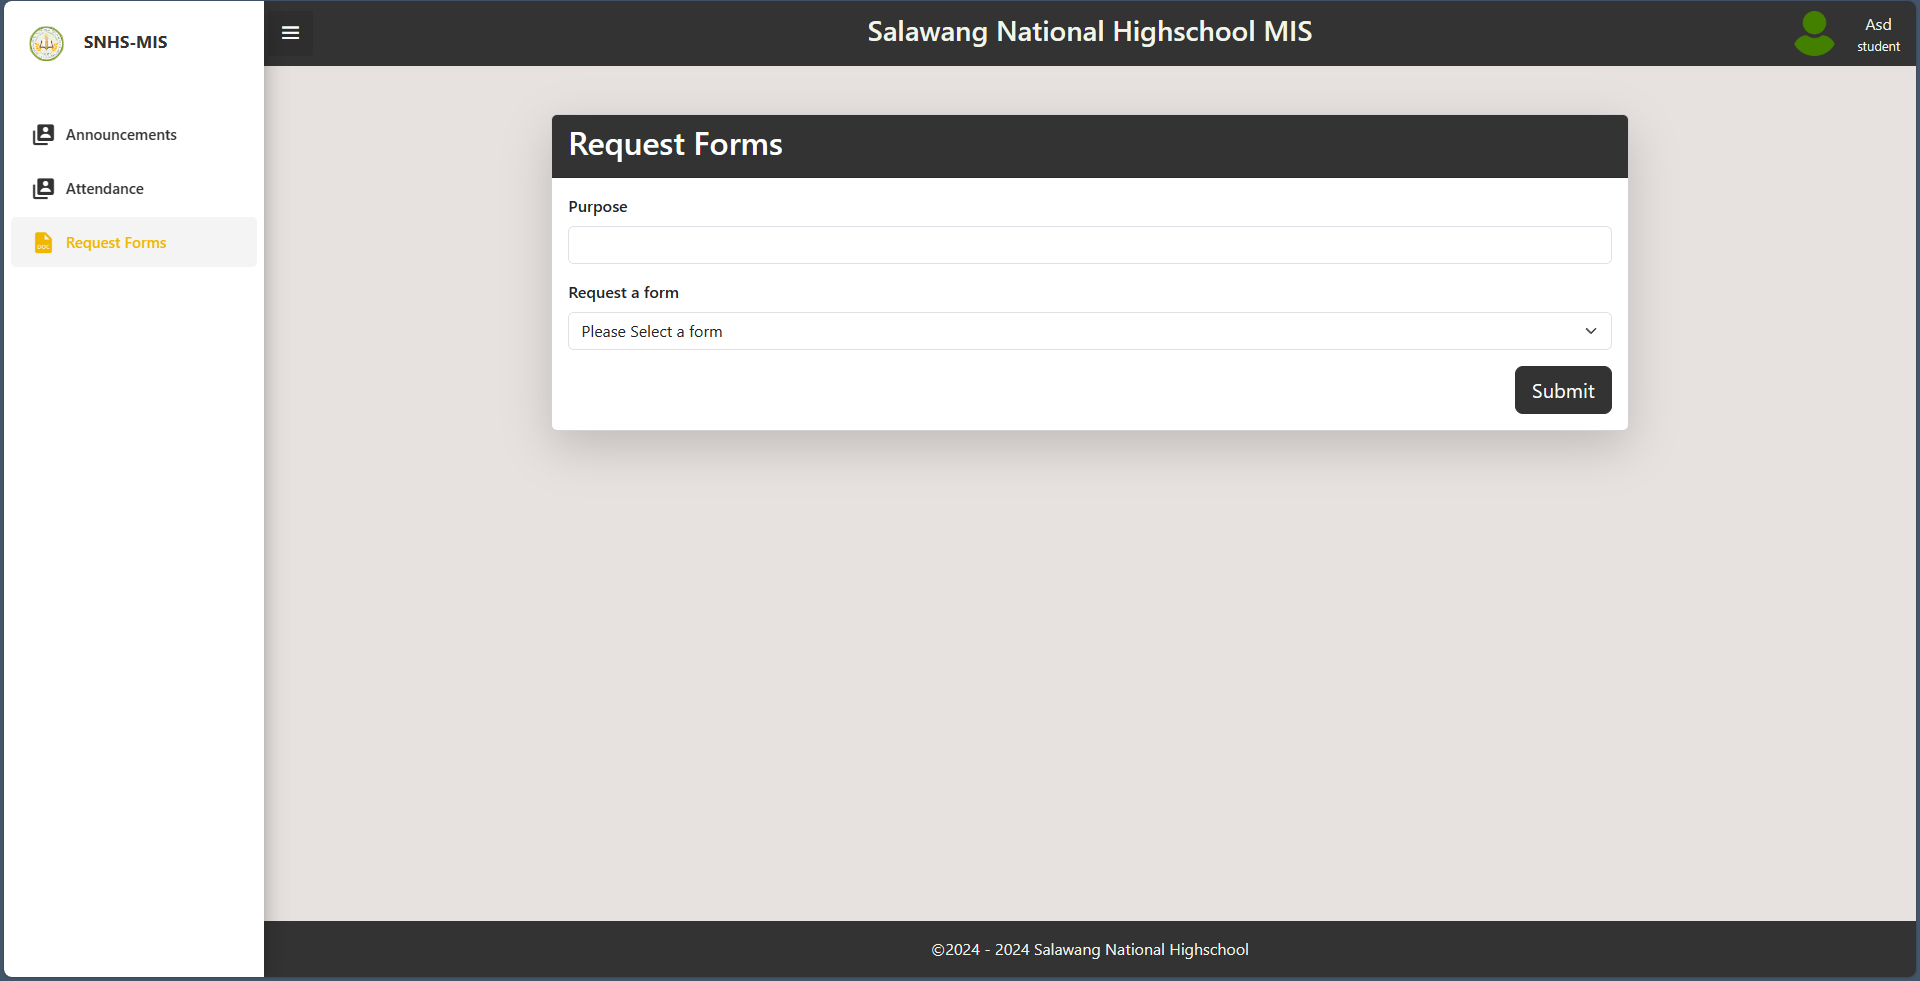 SNHS-MIS
Salawang National Highschool MIS
Asd
student
Announcements
Attendance
DOC
Request Forms
Request Forms
Purpose
Request a form
Please Select a form
Submit
©2024 - 2024 Salawang National Highschool